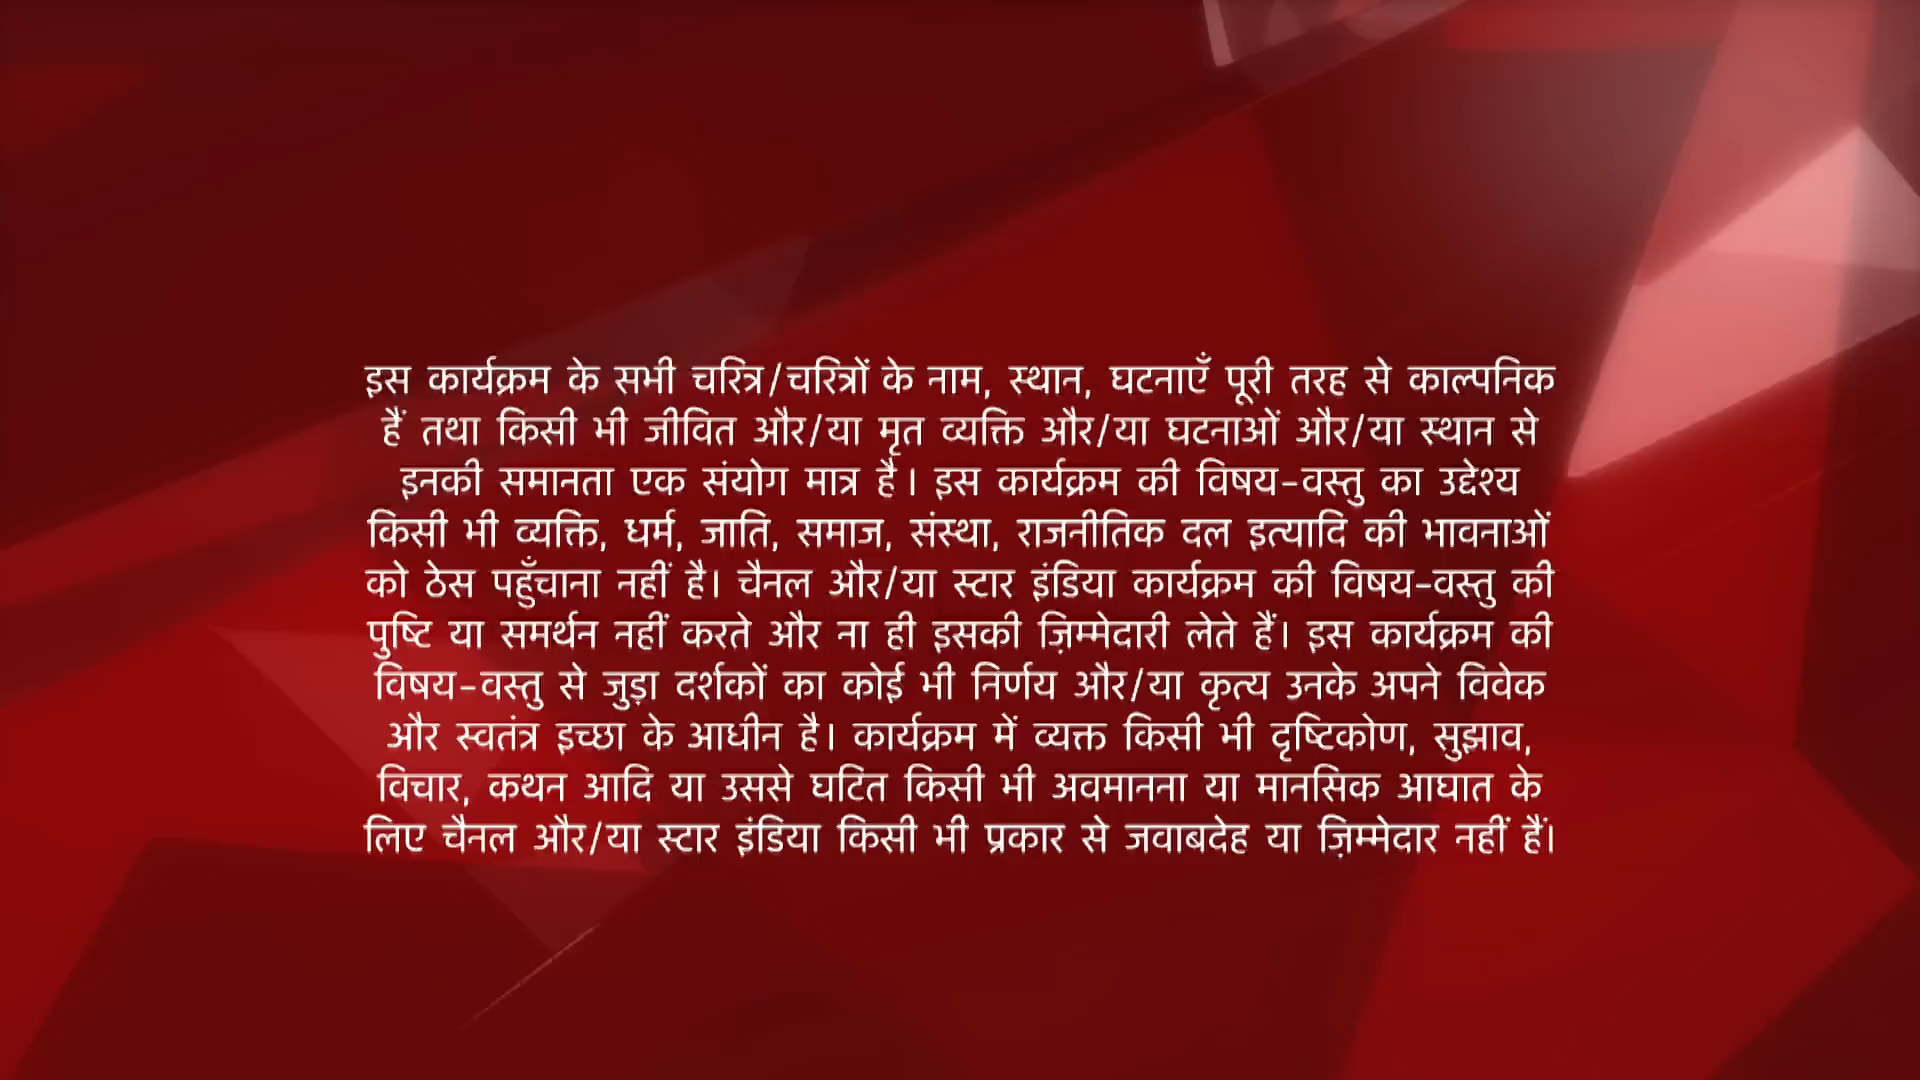 इस कार्यक्रम के सभी चरित्र/चरित्रों के नाम, स्थान, घटनाएँ पूरी तरह से काल्पनिक
हैं तथा किसी भी जीवित और/या मृत व्यक्ति और/या घटनाओं और/या स्थान से
इनकी समानता एक संयोग मात्र है। इस कार्यक्रम की विषय-वस्तु का उद्देश्य
किसी भी व्यक्ति, धर्म, जाति, समाज, संस्था, राजनीतिक दल इत्यादि की भावनाओं
को ठेस पहुँचाना नहीं है। चैनल और/या स्टार इंडिया कार्यक्रम की विषय-वस्तु की
पुष्टि या समर्थन नहीं करते और ना ही इसकी ज़िम्मेदारी लेते हैं। इस कार्यक्रम की
विषय-वस्तु से जुड़ा दर्शकों का कोई भी निर्णय और/या कृत्य उनके अपने विवेक
और स्वतंत्र इच्छा के आधीन है। कार्यक्रम में व्यक्त किसी भी दृष्टिकोण, सुझाव,
विचार, कथन आदि या उससे घटित किसी भी अवमानना या मानसिक आघात के
लिए चैनल और/या स्टार इंडिया किसी भी प्रकार से जवाबदेह या ज़िम्मेदार नहीं हैं।